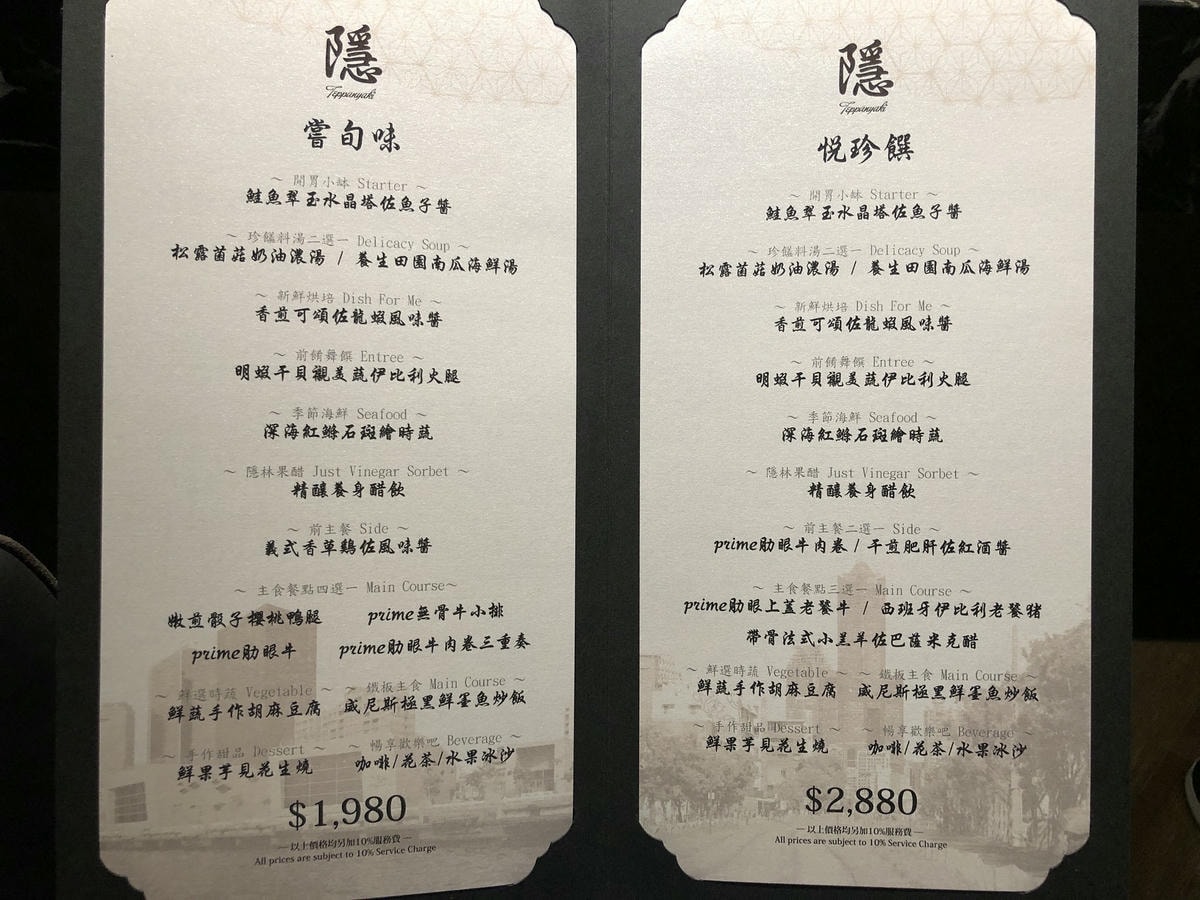 隱
Teppanyaki
嘗旬味
～ 開胃小缽 Starter ～
鮭魚翠玉水晶塔佐魚子醬
～ 珍饈料湯二選一 Delicacy Soup ～
松露菌菇奶油濃湯 / 養生田園南瓜海鮮湯
～ 新鮮烘培 Dish For Me ～
香煎可頌佐龍蝦風味醬
～ 前餚舞饌 Entree ～
明蝦干貝襯美蔬伊比利火腿
～ 季節海鮮 Seafood ～
深海紅鰷石斑繪時蔬
～ 隱林果醋 Just Vinegar Sorbet ～
精釀養身醋飲
～ 前主餐 Side ～
義式香草鷄佐風味醬
～ 主食餐點四選一 Main Course～
嫩煎骰子櫻桃鴨腿 prime無骨牛小排
prime肋眼牛 prime肋眼牛肉卷三重奏
～ 鮮選時蔬 Vegetable ～ ～ 鐵板主食 Main Course ～
鮮蔬手作胡麻豆腐 威尼斯極黑鮮墨魚炒飯
～ 手作甜品 Dessert ～ ～ 暢享歡樂吧 Beverage ～
鮮果芋見花生燒 咖啡/花茶/水果冰沙
$1,980
— 以上價格均另加10%服務費 —
All prices are subject to 10% Service Charge
隱
Teppanyaki
悦珍饌
～ 開胃小缽 Starter ～
鮭魚翠玉水晶塔佐魚子醬
～ 珍饈料湯二選一 Delicacy Soup ～
松露菌菇奶油濃湯 / 養生田園南瓜海鮮湯
～ 新鮮烘培 Dish For Me ～
香煎可頌佐龍蝦風味醬
～ 前餚舞饌 Entree ～
明蝦干貝襯美蔬伊比利火腿
～ 季節海鮮 Seafood ～
深海紅鰷石斑繪時蔬
～ 隱林果醋 Just Vinegar Sorbet ～
精釀養身醋飲
～ 前主餐二選一 Side ～
prime肋眼牛肉卷 / 干煎肥肝佐紅酒醬
～ 主食餐點三選一 Main Course ～
prime肋眼上蓋老饕牛 / 西班牙伊比利老饕豬
帶骨法式小羔羊佐巴薩米克醋
～ 鮮選時蔬 Vegetable ～ ～ 鐵板主食 Main Course ～
鮮蔬手作胡麻豆腐 威尼斯極黑鮮墨魚炒飯
～ 手作甜品 Dessert ～ ～ 暢享歡樂吧 Beverage ～
鮮果芋見花生燒 咖啡/花茶/水果冰沙
$2,880
— 以上價格均另加10%服務費 —
All prices are subject to 10% Service Charge